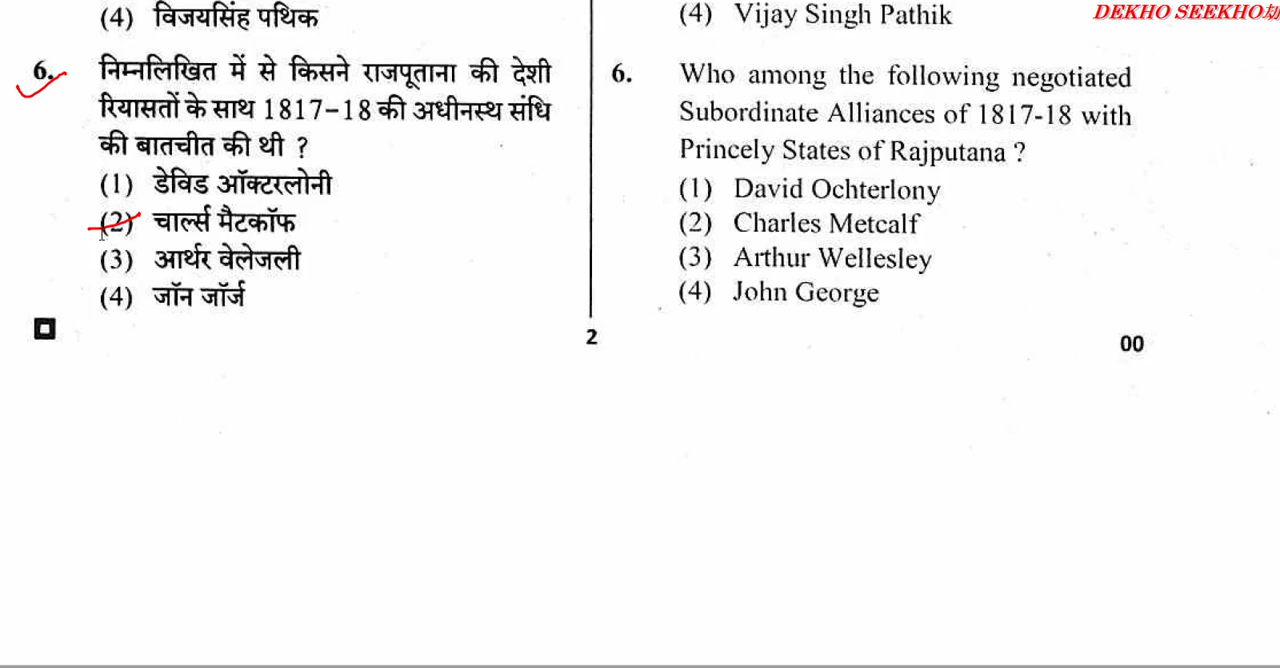 (4) विजयसिंह पथिक
6. निम्नलिखित में से किसने राजपूताना की देशी
रियासतों के साथ 1817-18 की अधीनस्थ संधि
की बातचीत की थी ?
(1) डेविड ऑक्टरलोनी
(2) चार्ल्स मैटकॉफ
(3) आर्थर वेलेजली
(4) जॉन जॉर्ज
(4) Vijay Singh Pathik
DEKHO SEEKHO
6. Who among the following negotiated
Subordinate Alliances of 1817-18 with
Princely States of Rajputana ?
(1) David Ochterlony
(2) Charles Metcalf
(3) Arthur Wellesley
(4) John George
2
00